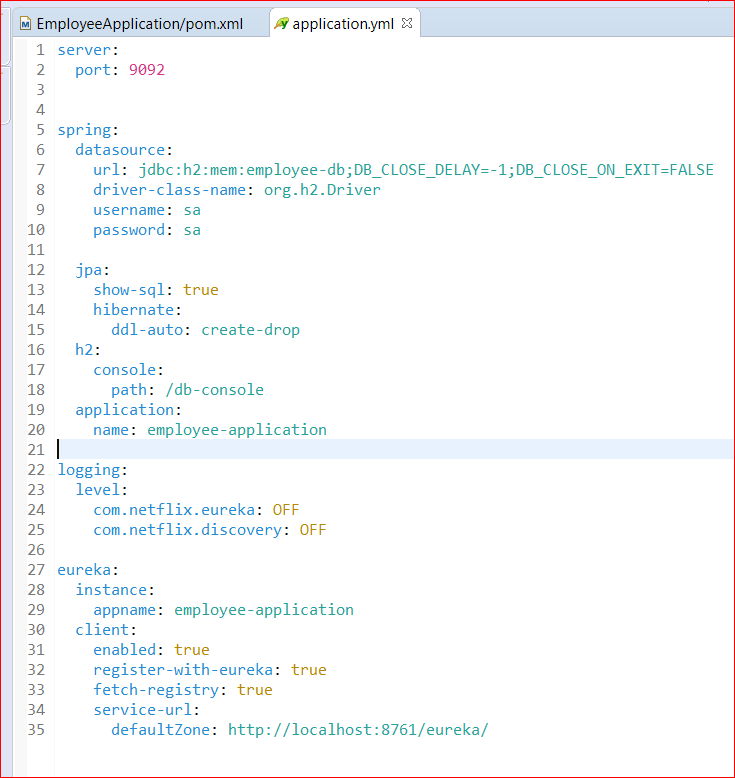 EmployeeApplication/pom.xml application.yml
1 server:
2   port: 9092
3
4
5 spring:
6   datasource:
7     url: jdbc:h2:mem:employee-db;DB_CLOSE_DELAY=-1;DB_CLOSE_ON_EXIT=FALSE
8     driver-class-name: org.h2.Driver
9     username: sa
10     password: sa
11
12   jpa:
13     show-sql: true
14     hibernate:
15       ddl-auto: create-drop
16   h2:
17     console:
18       path: /db-console
19   application:
20     name: employee-application
21
22 logging:
23   level:
24     com.netflix.eureka: OFF
25     com.netflix.discovery: OFF
26
27 eureka:
28   instance:
29     appname: employee-application
30   client:
31     enabled: true
32     register-with-eureka: true
33     fetch-registry: true
34     service-url:
35       defaultZone: http://localhost:8761/eureka/